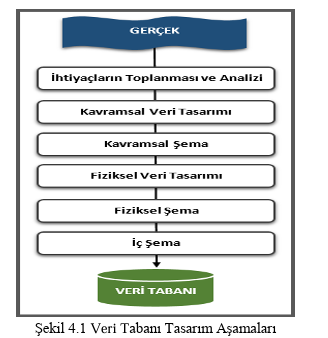 GERÇEK
İhtiyaçların Toplanması ve Analizi
Kavramsal Veri Tasarımı
Kavramsal Şema
Fiziksel Veri Tasarımı
Fiziksel Şema
İç Şema
VERİ TABANI
Şekil 4.1 Veri Tabanı Tasarım Aşamaları